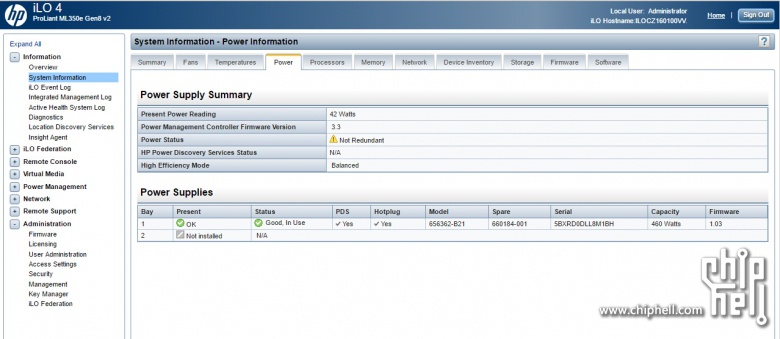 hp
iLO 4
ProLiant ML350e Gen8 v2
Local User: Administrator
iLO Hostname:ILOCZ160100VV.
Home
Sign Out
Expand All
Information
Overview
System Information
iLO Event Log
Integrated Management Log
Active Health System Log
Diagnostics
Location Discovery Services
Insight Agent
iLO Federation
Remote Console
Virtual Media
Power Management
Network
Remote Support
Administration
Firmware
Licensing
User Administration
Access Settings
Security
Management
Key Manager
iLO Federation
System Information - Power Information
?
Summary Fans Temperatures Power Processors Memory Network Device Inventory Storage Firmware Software
Power Supply Summary
Present Power Reading 42 Watts
Power Management Controller Firmware Version 3.3
Power Status Not Redundant
HP Power Discovery Services Status N/A
High Efficiency Mode Balanced
Power Supplies
Bay Present Status PDS Hotplug Model Spare Serial Capacity Firmware
1 OK Good, In Use Yes Yes 656362-B21 660184-001 5BXRD0DLL8M1BH 460 Watts 1.03
2 Not installed N/A
chip hell
www.chiphell.com